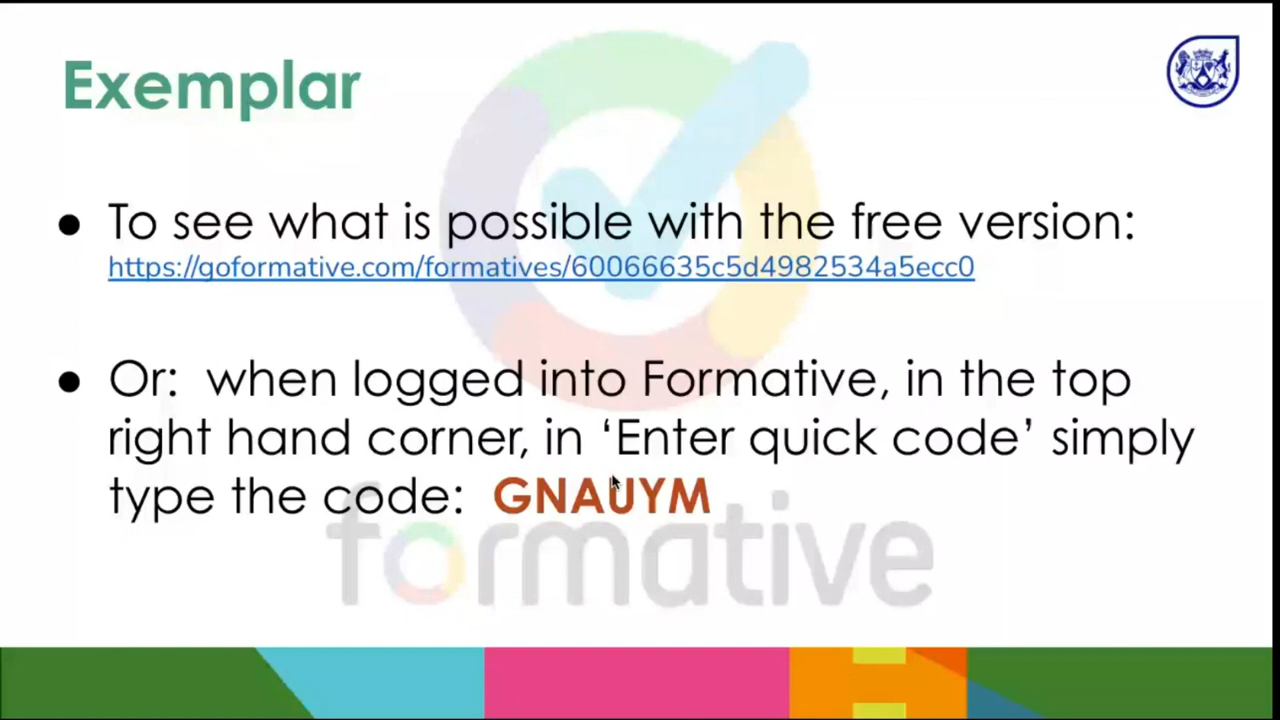 Exemplar
● To see what is possible with the free version:
https://goformative.com/formatives/60066635c5d4982534a5ecc0
● Or: when logged into Formative, in the top
right hand corner, in ‘Enter quick code’ simply
type the code: GNAUYM
formative